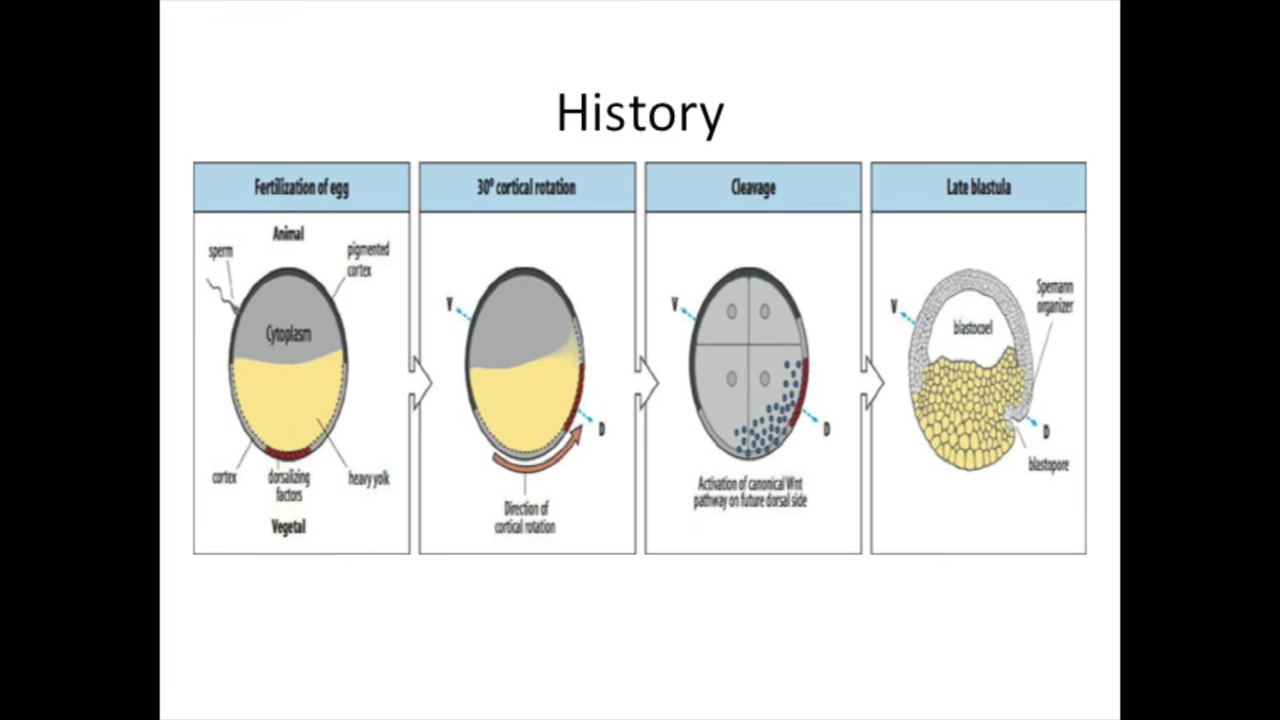 History
Fertilization of egg
Animal
sperm
pigmented
cortex
Cytoplasm
cortex
dorsalizing
factors
heavy yolk
Vegetal
30⁰ cortical rotation
V
D
Direction of
cortical rotation
Cleavage
V
D
Activation of canonical Wnt
pathway on future dorsal side
Late blastula
Spemann
organizer
V
blastocoel
D
blastopore